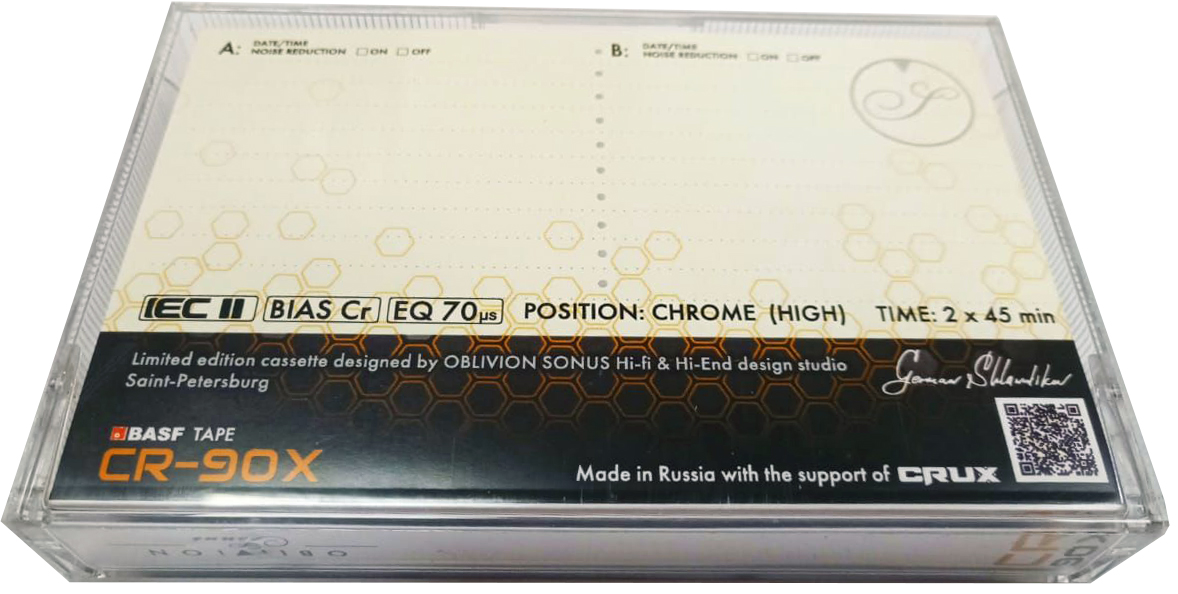 A: DATE/TIME
NOISE REDUCTION ☐ ON ☐ OFF
B: DATE/TIME
NOISE REDUCTION ☐ ON ☐ OFF
IEC II BIAS Cr EQ 70µs POSITION: CHROME (HIGH) TIME: 2 x 45 min
Limited edition cassette designed by OBLIVION SONUS Hi-fi & Hi-End design studio
Saint-Petersburg
BASF TAPE
CR-90X
Made in Russia with the support of CRUX
OBLIVION